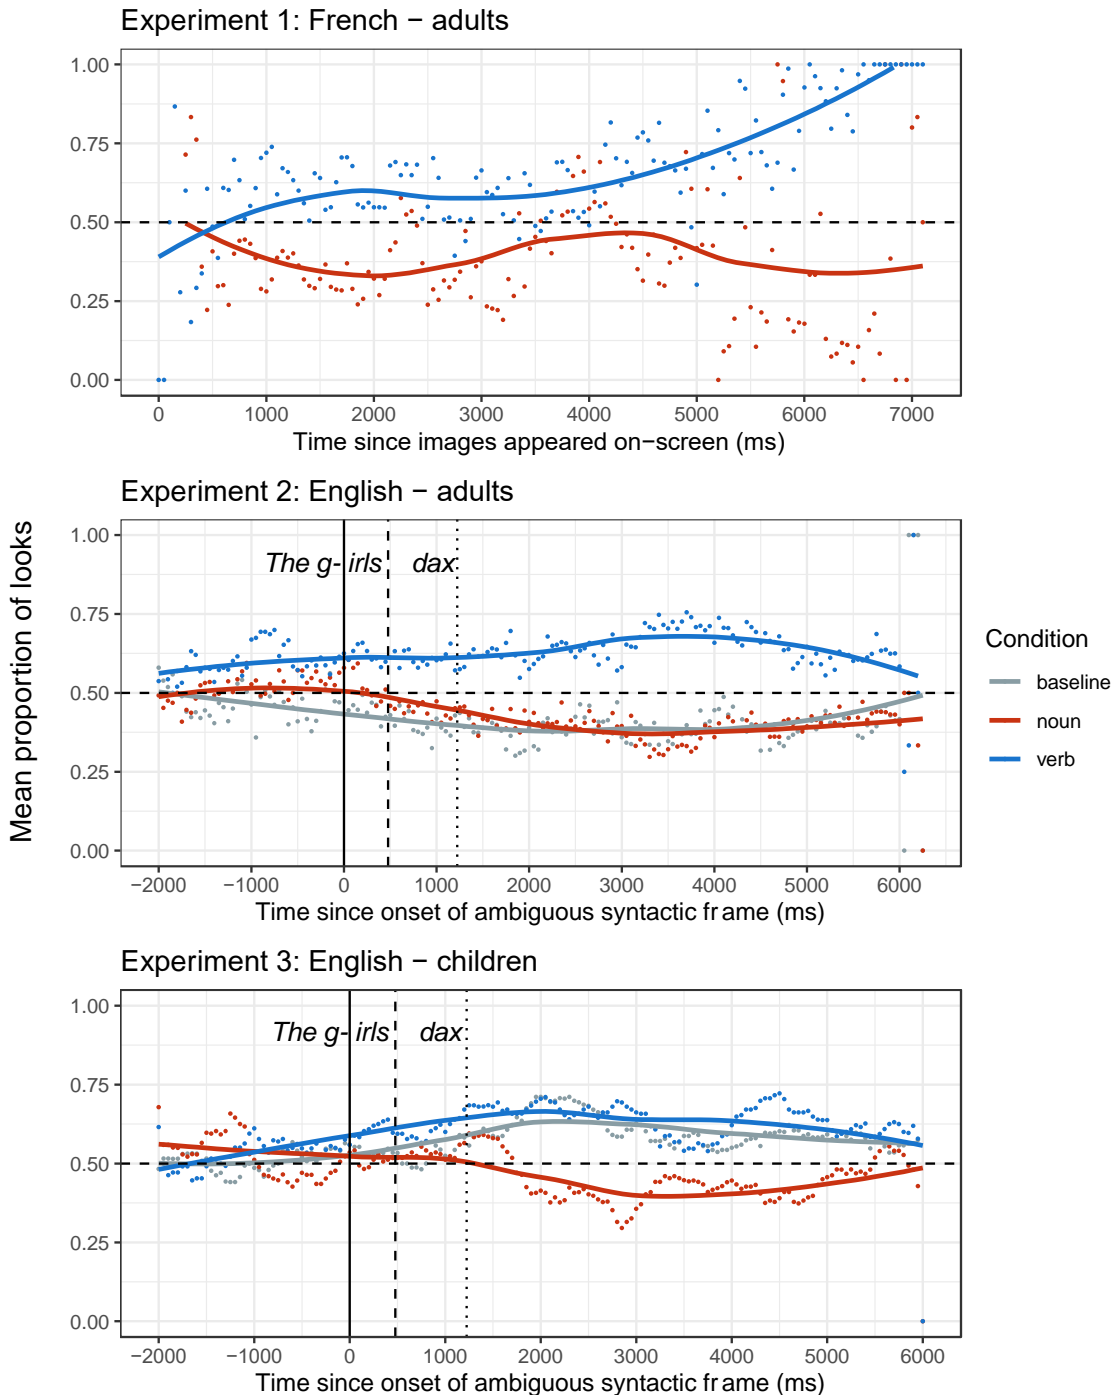 Experiment 1: French − adults
1.00
0.75
0.50
0.25
0.00
0 1000 2000 3000 4000 5000 6000 7000
Time since images appeared on−screen (ms)
Mean proportion of looks
Experiment 2: English − adults
1.00
0.75
0.50
0.25
0.00
The g- irls dax
−2000 −1000 0 1000 2000 3000 4000 5000 6000
Time since onset of ambiguous syntactic frame (ms)
Condition
baseline
noun
verb
Experiment 3: English − children
1.00
0.75
0.50
0.25
0.00
The g- irls dax
−2000 −1000 0 1000 2000 3000 4000 5000 6000
Time since onset of ambiguous syntactic frame (ms)